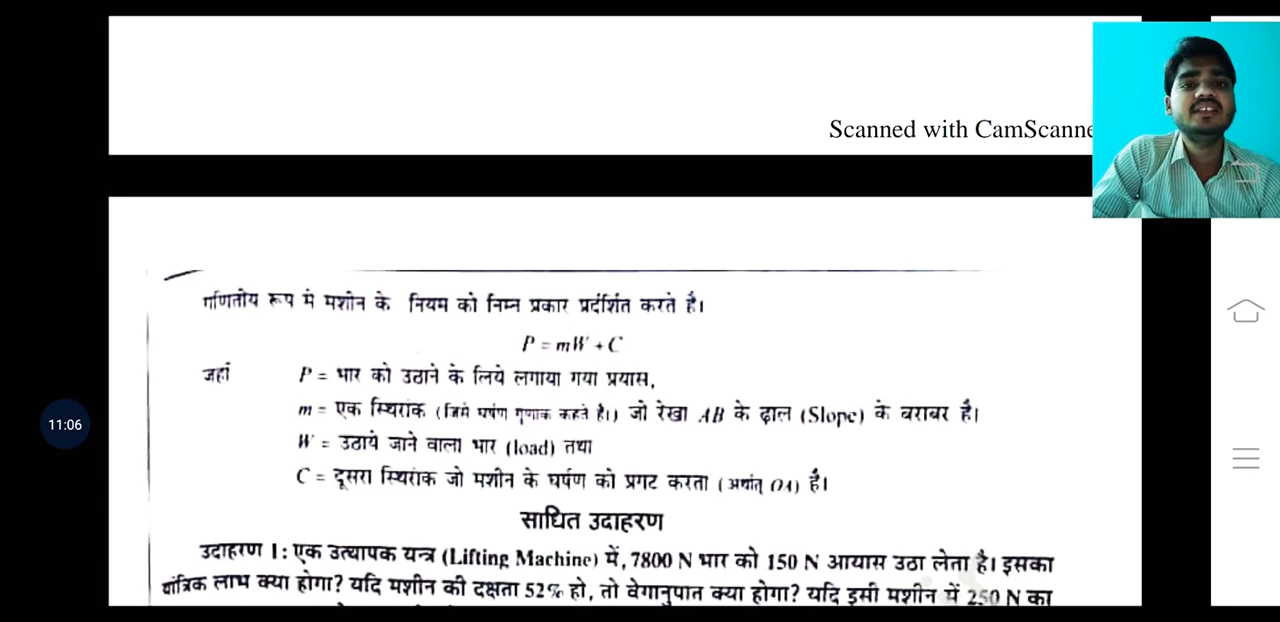 Scanned with CamScanne
गणितीय रूप में मशीन के नियम को निम्न प्रकार प्रर्दशित करते है।
P = mW + C
जहाँ P = भार को उठाने के लिये लगाया गया प्रयास,
m = एक स्थिरांक (जिसे घर्षण गुणांक कहते है।) जो रेखा AB के ढ़ाल (Slope) के बराबर है।
W = उठाये जाने वाला भार (load) तथा
C = दूसरा स्थिरांक जो मशीन के घर्षण को प्रगट करता (अर्थात् OA) है।
11:06
साधित उदाहरण
उदाहरण 1: एक उत्थापक यन्त्र (Lifting Machine) में, 7800 N भार को 150 N आयास उठा लेता है। इसका
यांत्रिक लाभ क्या होगा? यदि मशीन की दक्षता 52% हो, तो वेगानुपात क्या होगा? यदि इसी मशीन में 250 N का